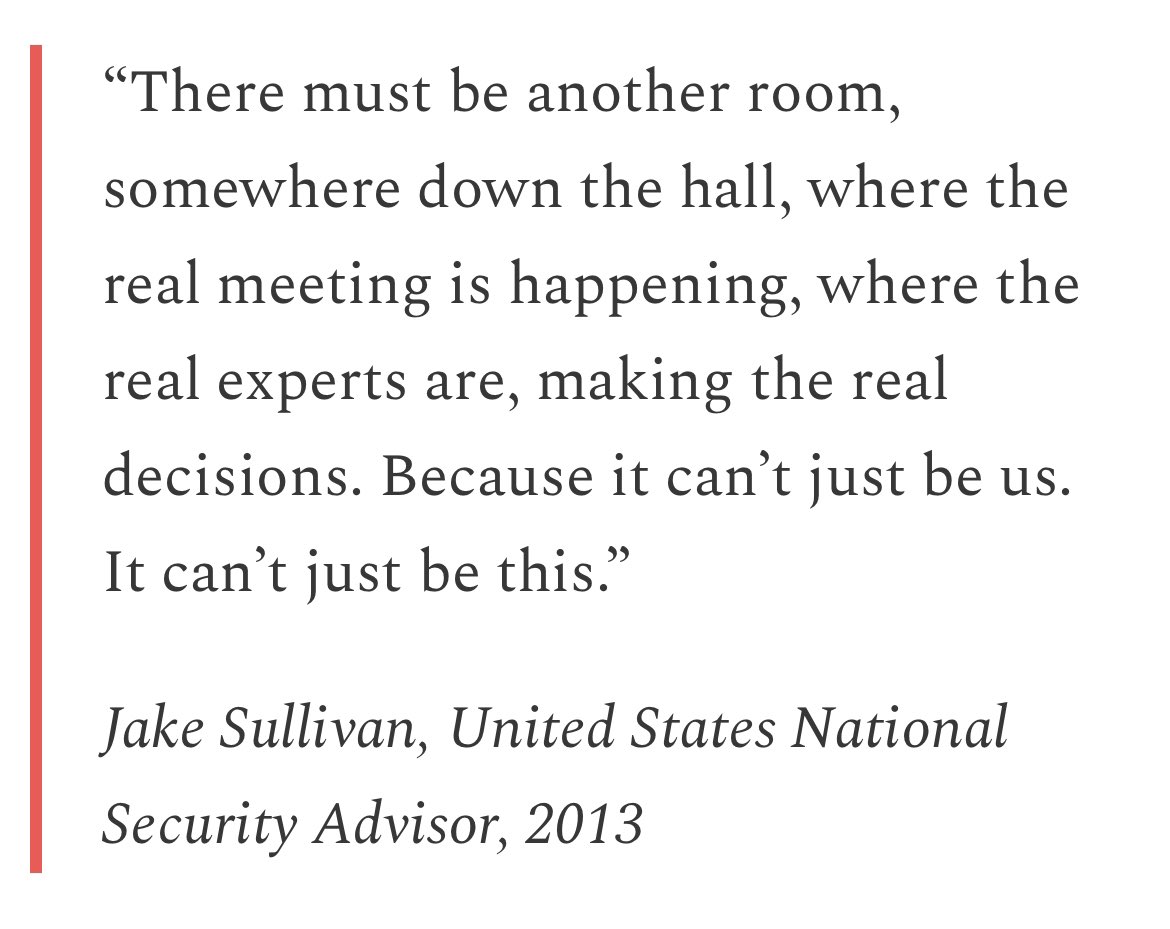 “There must be another room,
somewhere down the hall, where the
real meeting is happening, where the
real experts are, making the real
decisions. Because it can’t just be us.
It can’t just be this.”
Jake Sullivan, United States National
Security Advisor, 2013